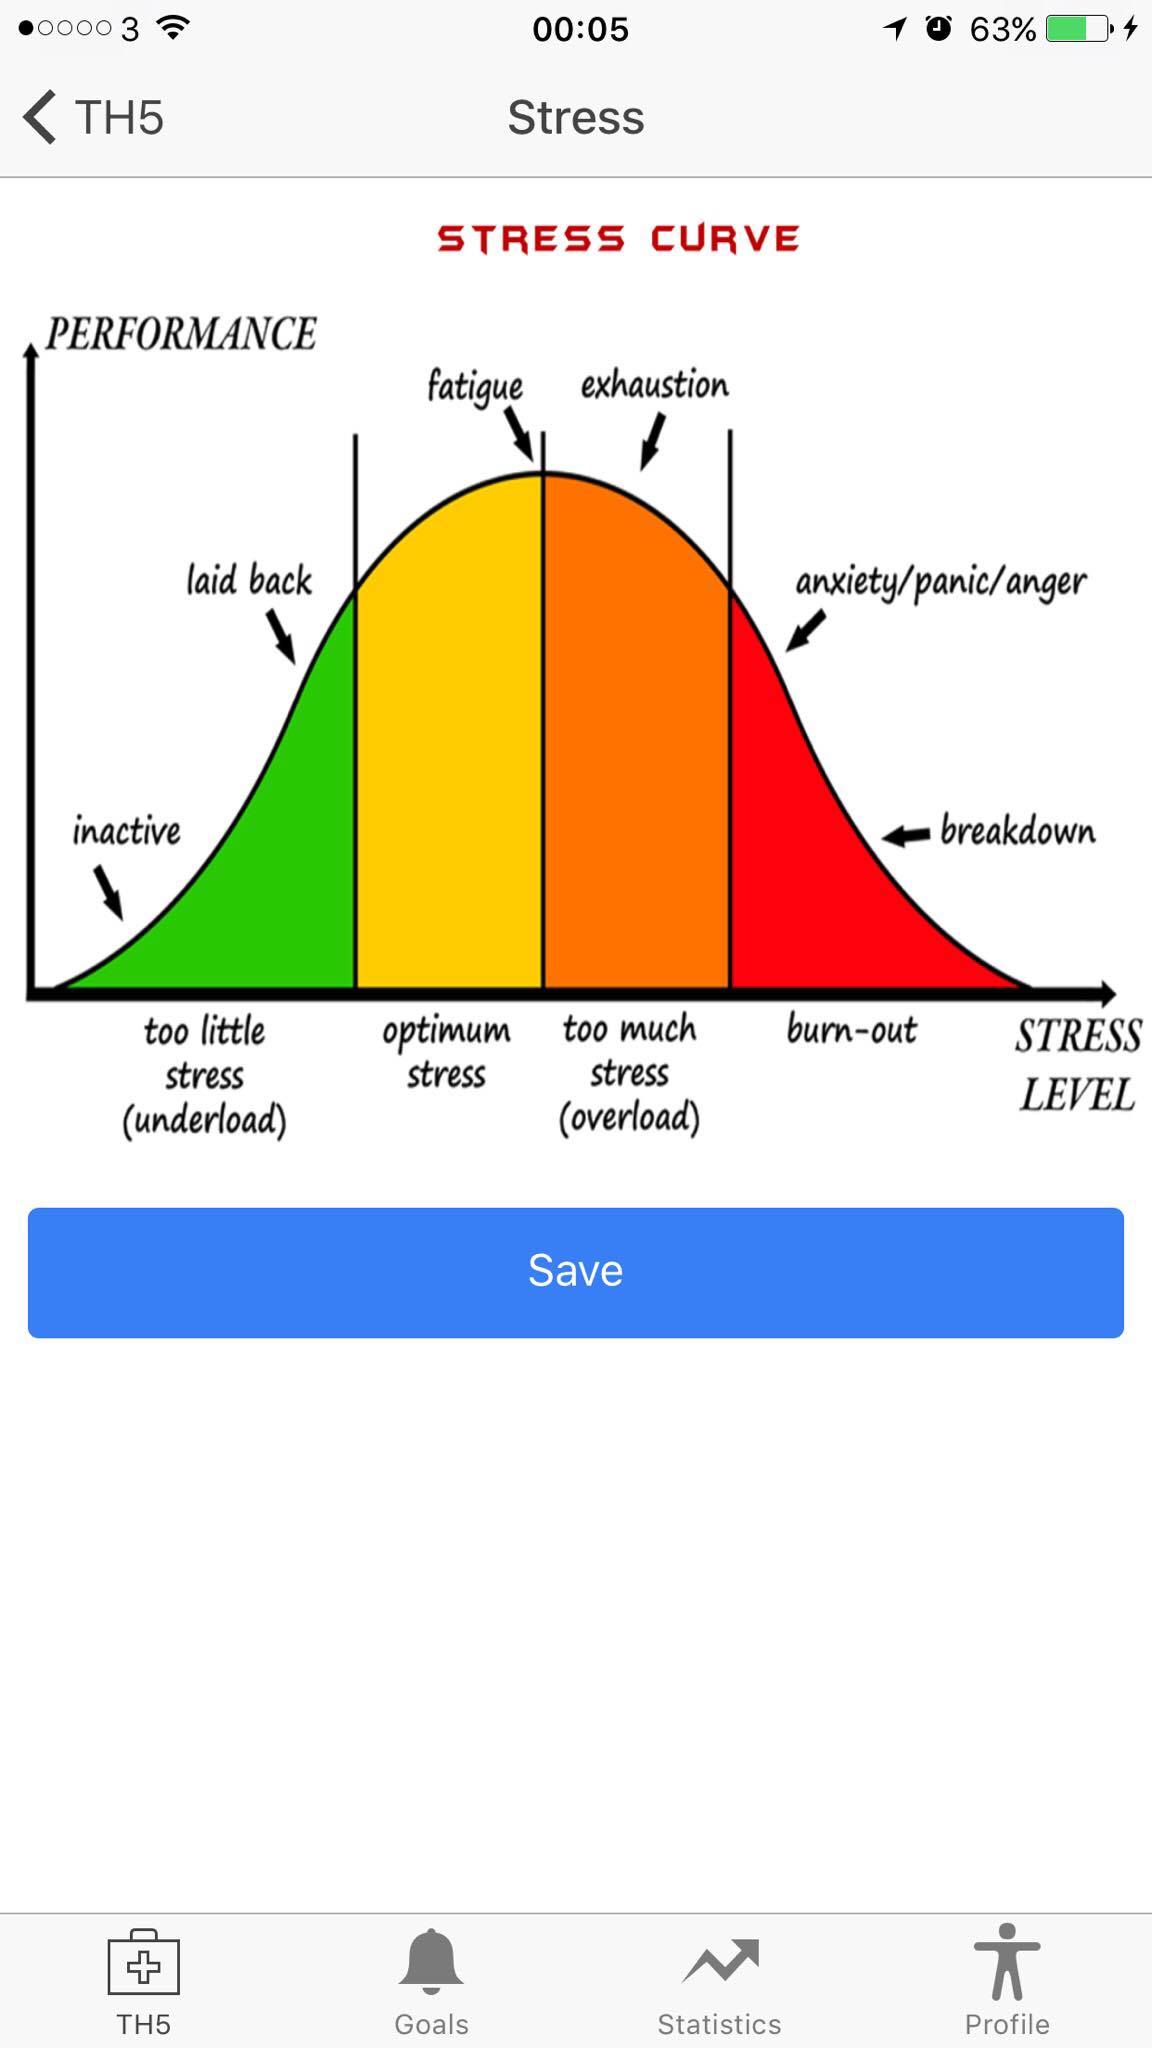 3
00:05
63%
TH5
Stress
STRESS CURVE
PERFORMANCE
fatigue
exhaustion
laid back
anxiety/panic/anger
inactive
breakdown
too little
stress
(underload)
optimum
stress
too much
stress
(overload)
burn-out
STRESS
LEVEL
Save
TH5
Goals
Statistics
Profile